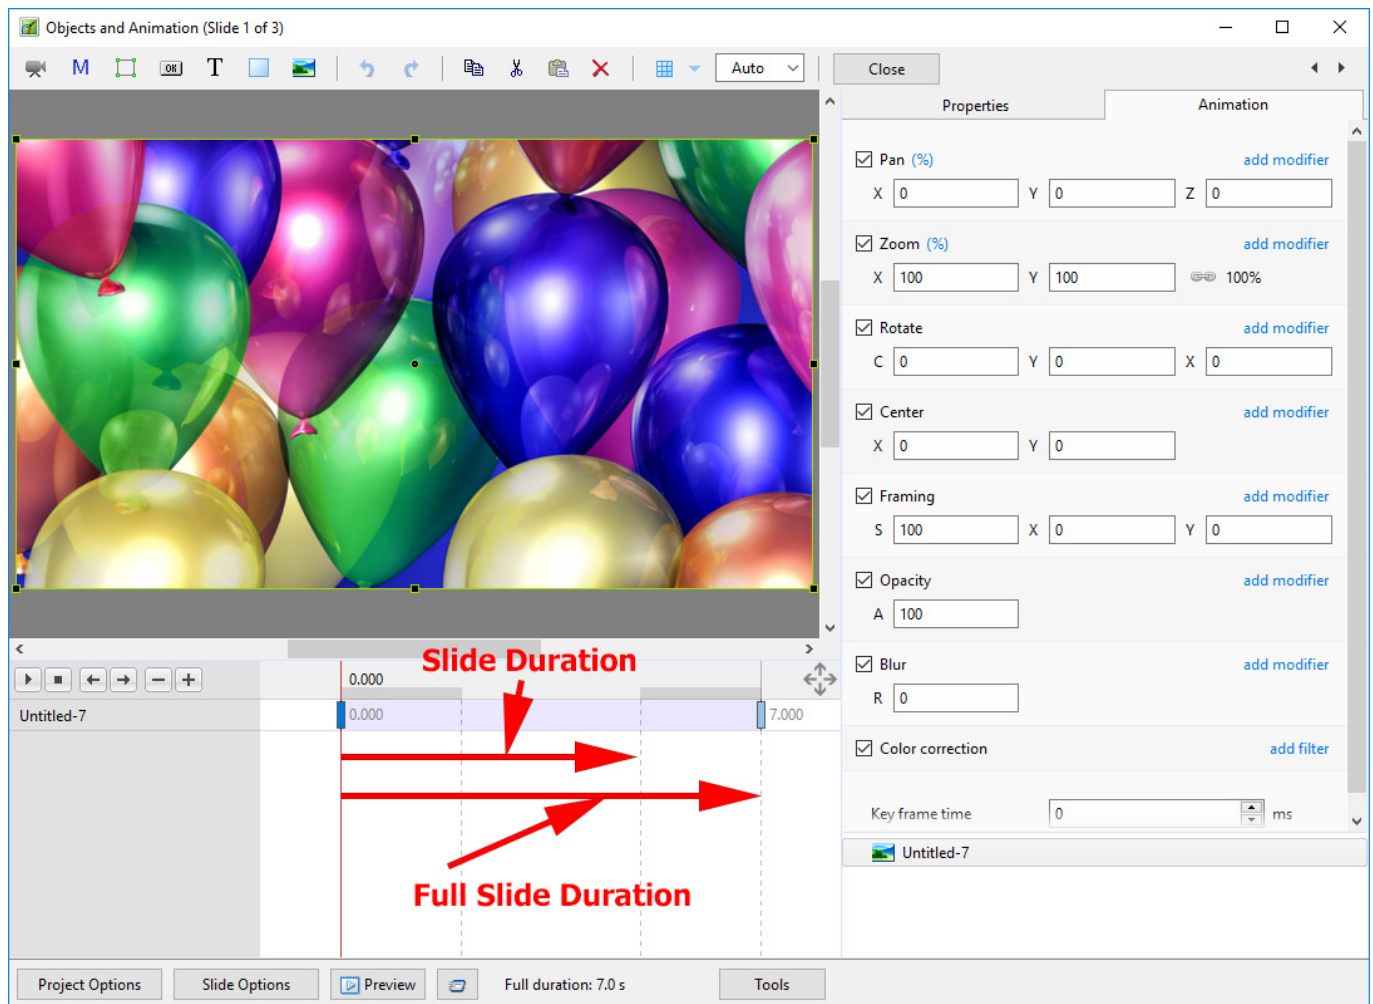 Objects and Animation (Slide 1 of 3)
M OK T Auto Close
Properties Animation
Pan (%) add modifier
X 0 Y 0 Z 0
Zoom (%) add modifier
X 100 Y 100 100%
Rotate add modifier
C 0 Y 0 X 0
Center add modifier
X 0 Y 0
Framing add modifier
S 100 X 0 Y 0
Opacity add modifier
A 100
Blur add modifier
R 0
Color correction add filter
Key frame time 0 ms
Untitled-7
Slide Duration
0.000
Untitled-7 0.000 7.000
Full Slide Duration
Project Options Slide Options Preview Full duration: 7.0 s Tools